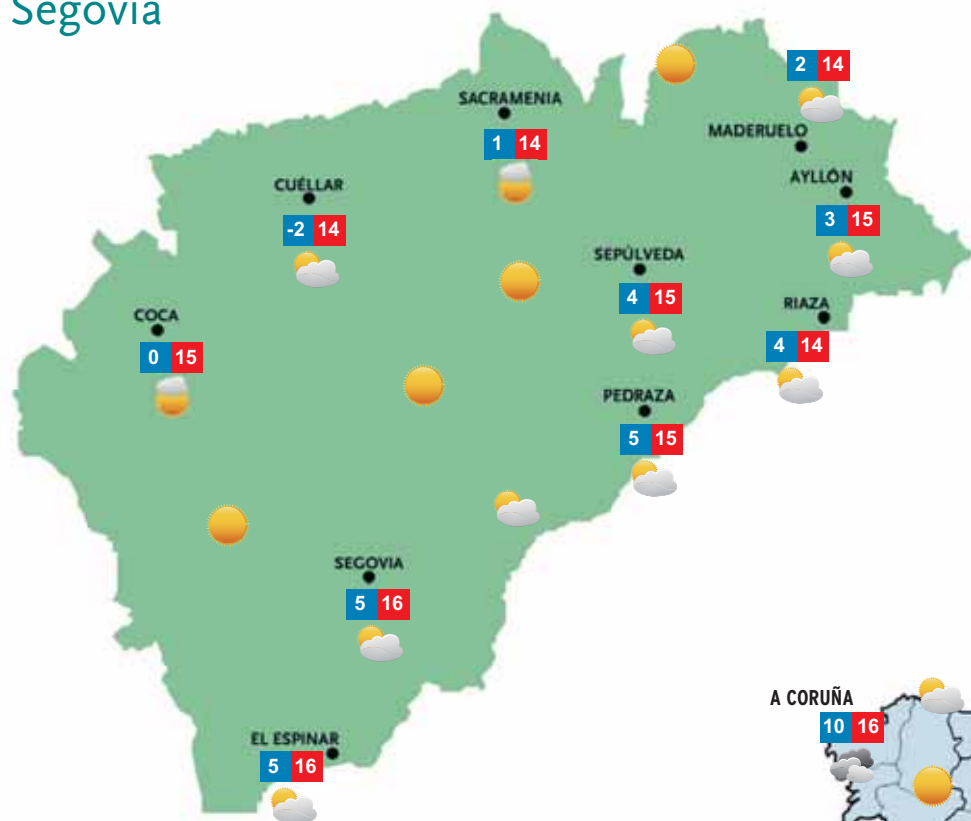 Segovia
2 14
SACRAMENIA
1 14
MADERUELO
AYLLÓN
3 15
CUÉLLAR
-2 14
SEPÚLVEDA
4 15
RIAZA
4 14
COCA
0 15
PEDRAZA
5 15
SEGOVIA
5 16
A CORUÑA
10 16
EL ESPINAR
5 16